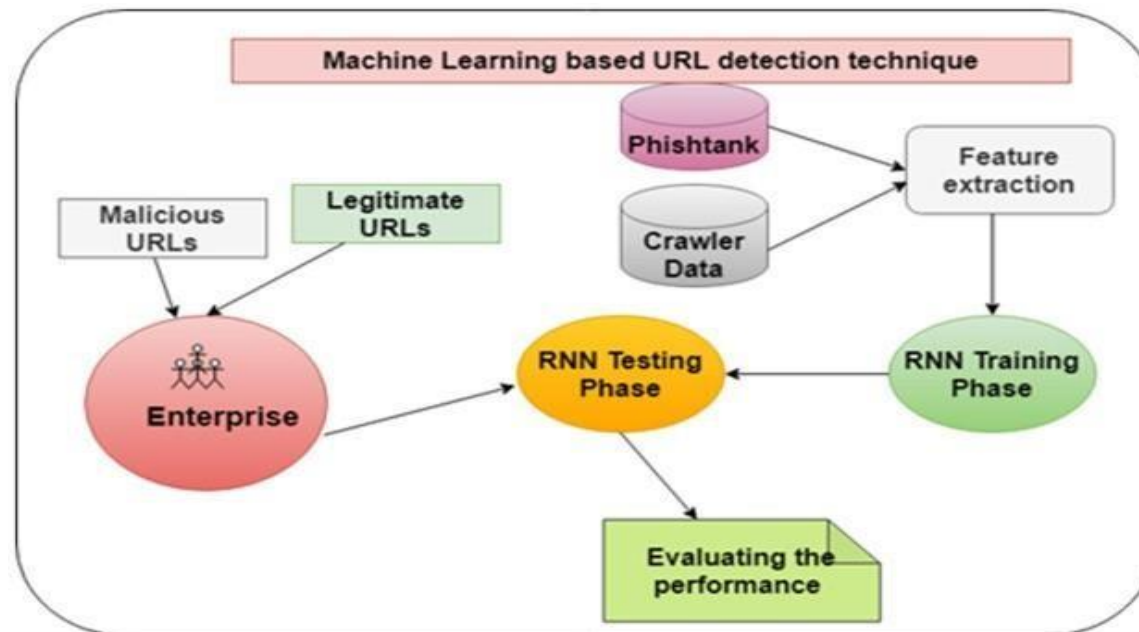 Machine Learning based URL detection technique
Phishtank
Feature
extraction
Malicious
URLs
Legitimate
URLs
Crawler
Data
Enterprise
RNN Testing
Phase
RNN Training
Phase
Evaluating the
performance